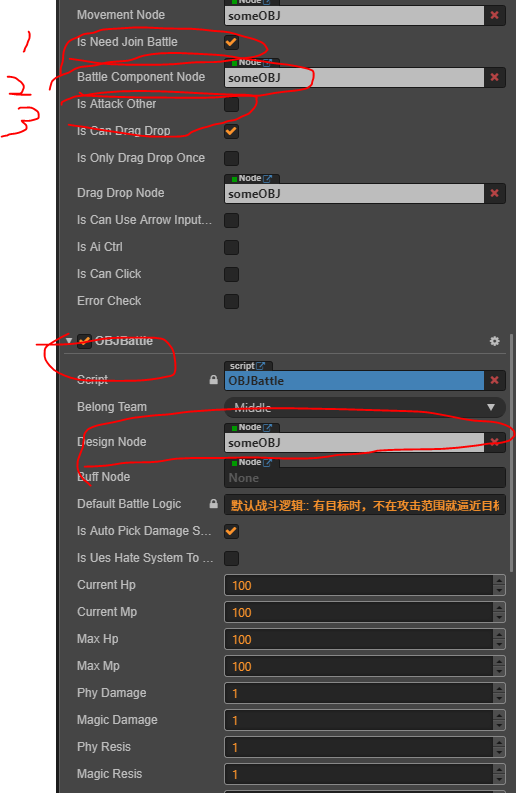 Node
Movement Node someOBJ
Is Need Join Battle
Node
Battle Component Node someOBJ
Is Attack Other
Is Can Drag Drop
Is Only Drag Drop Once
Node
Drag Drop Node someOBJ
Is Can Use Arrow Input...
Is Ai Ctrl
Is Can Click
Error Check
OBJBattle
script
Script OBJBattle
Belong Team Middle
Node
Design Node someOBJ
Node
Buff Node None
Default Battle Logic 默认战斗逻辑:: 有目标时，不在攻击范围就逼近目标
Is Auto Pick Damage S...
Is Ues Hate System To ...
Current Hp 100
Current Mp 100
Max Hp 100
Max Mp 100
Phy Damage 1
Magic Damage 1
Phy Resis 1
Magic Resis 1